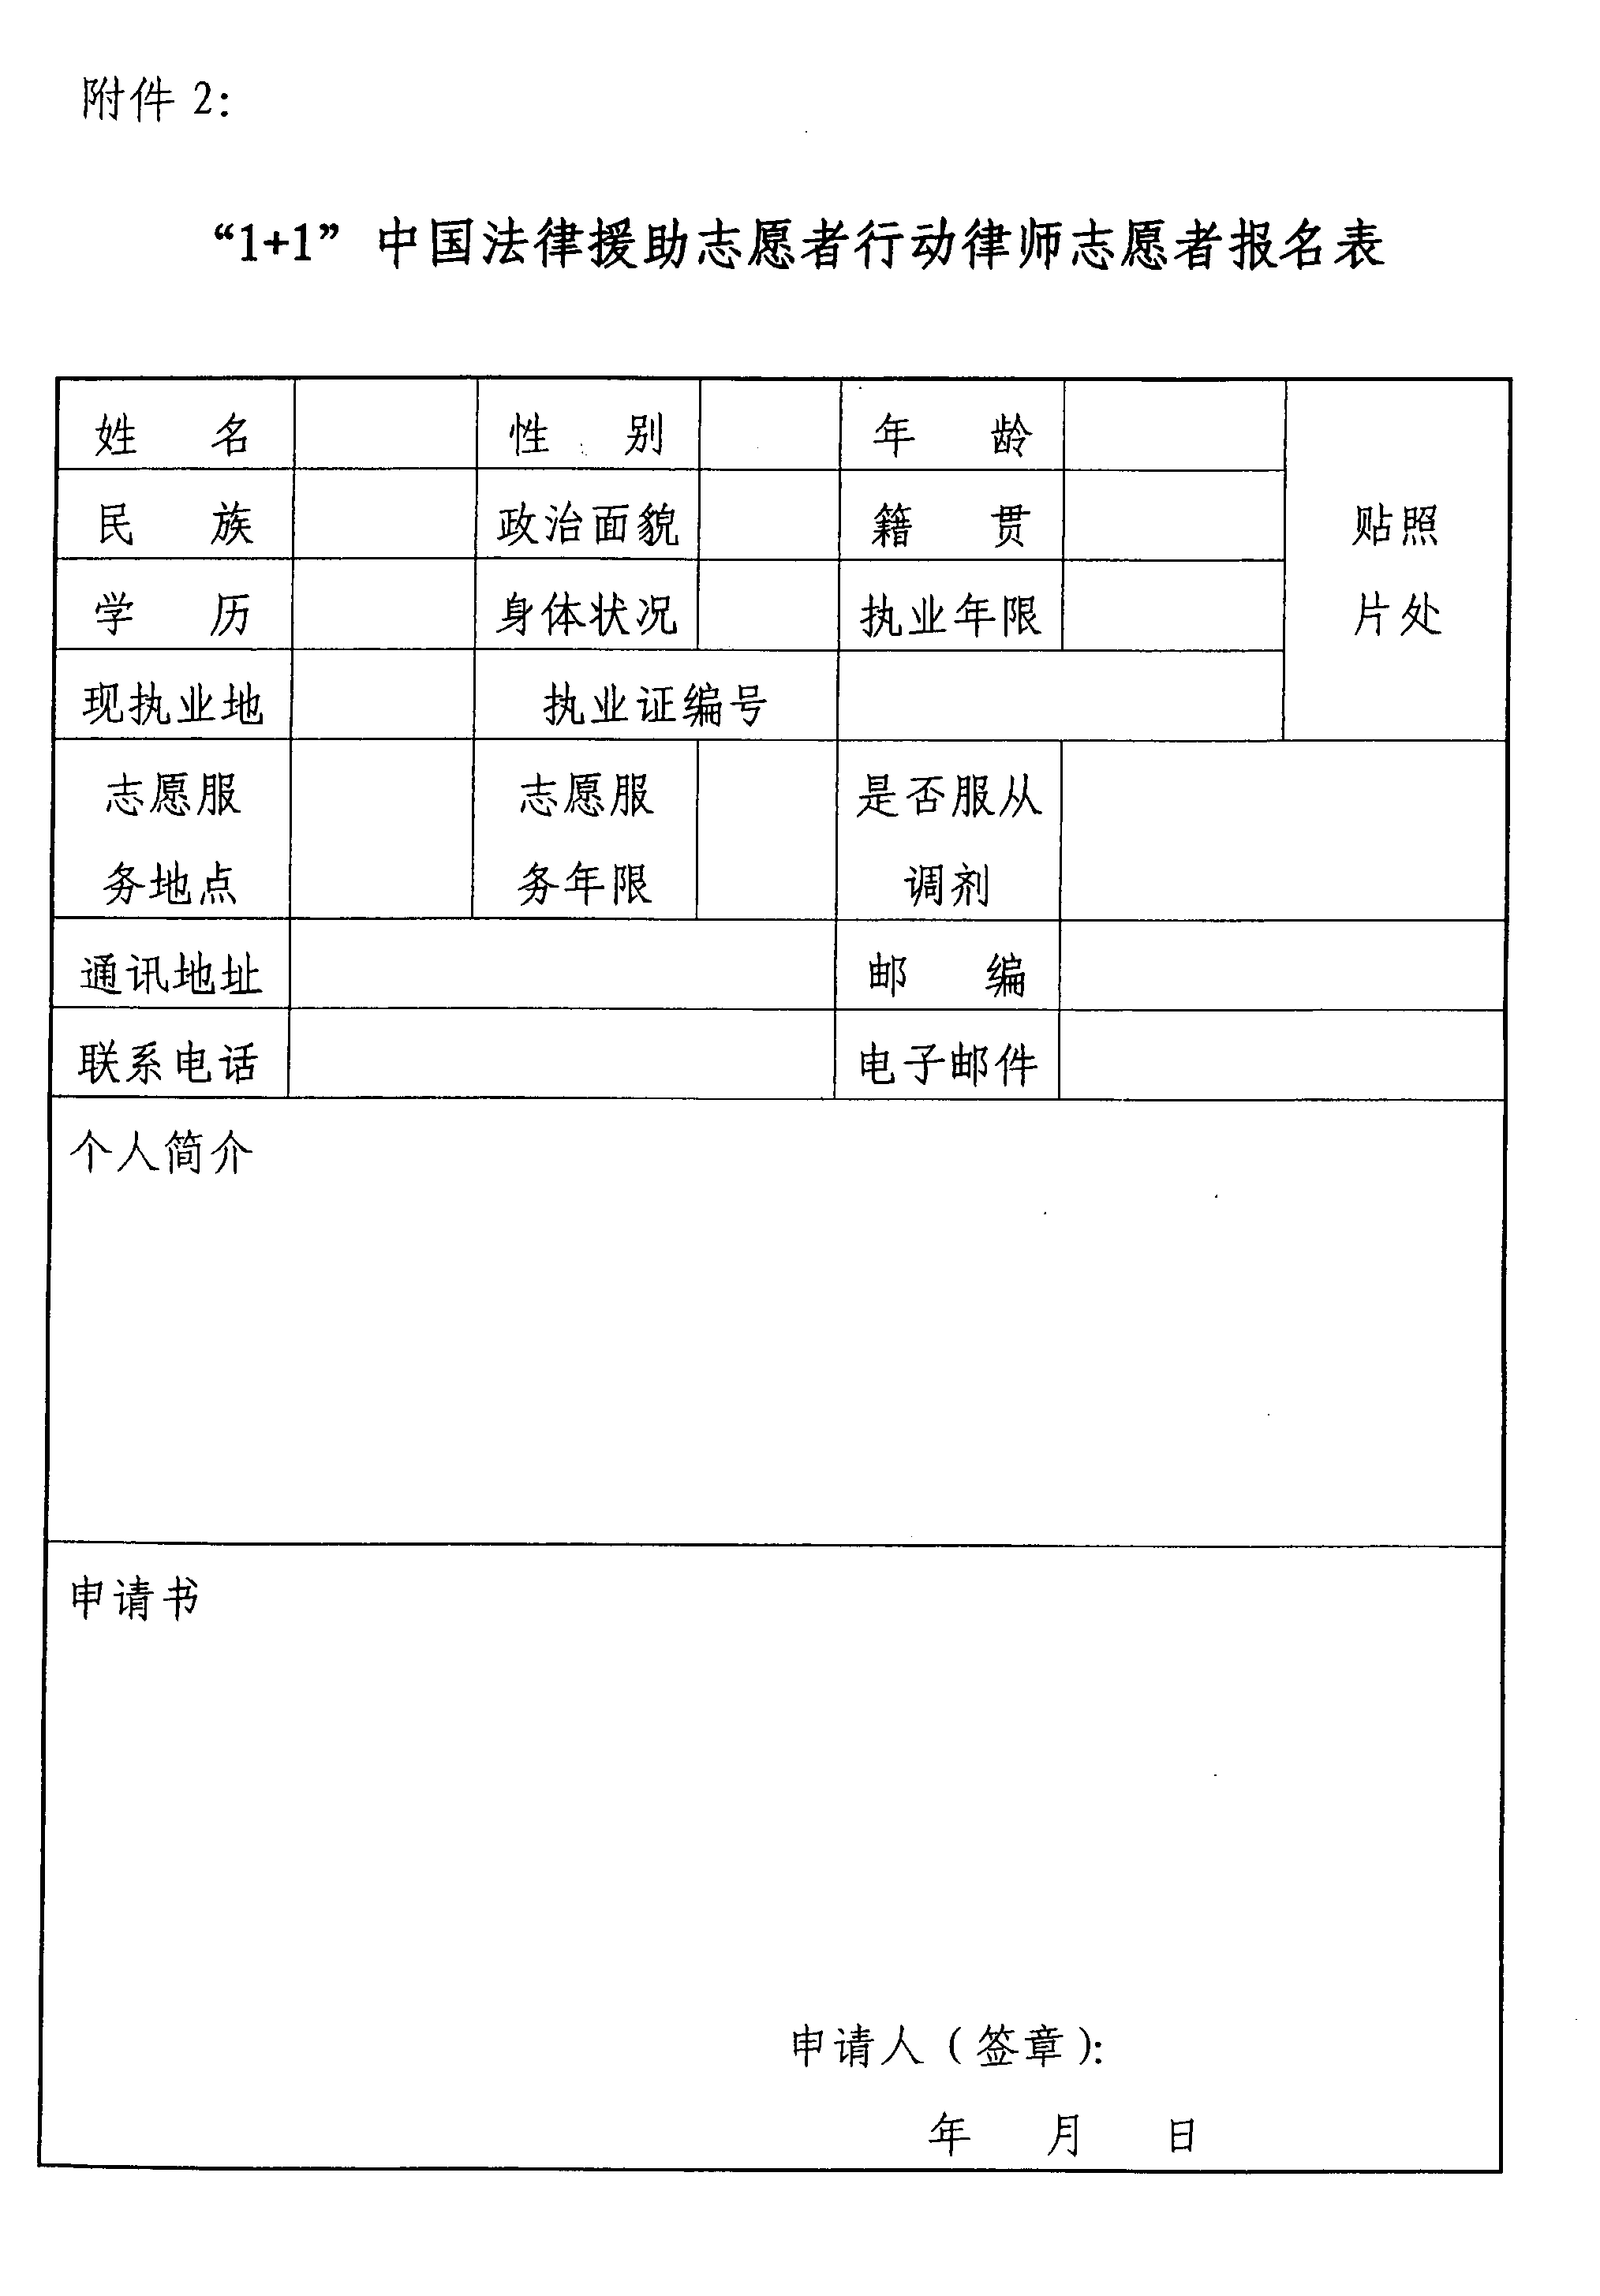 附件 2：
“1+1” 中国法律援助志愿者行动律师志愿者报名表
姓 名 性 别 年 龄
民 族 政治面貌 籍 贯 贴照
学 历 身体状况 执业年限 片处
现执业地 执业证编号
志愿服 志愿服 是否服从
务地点 务年限 调剂
通讯地址 邮 编
联系电话 电子邮件
个人简介
申请书
申请人（签章）：
年 月 日